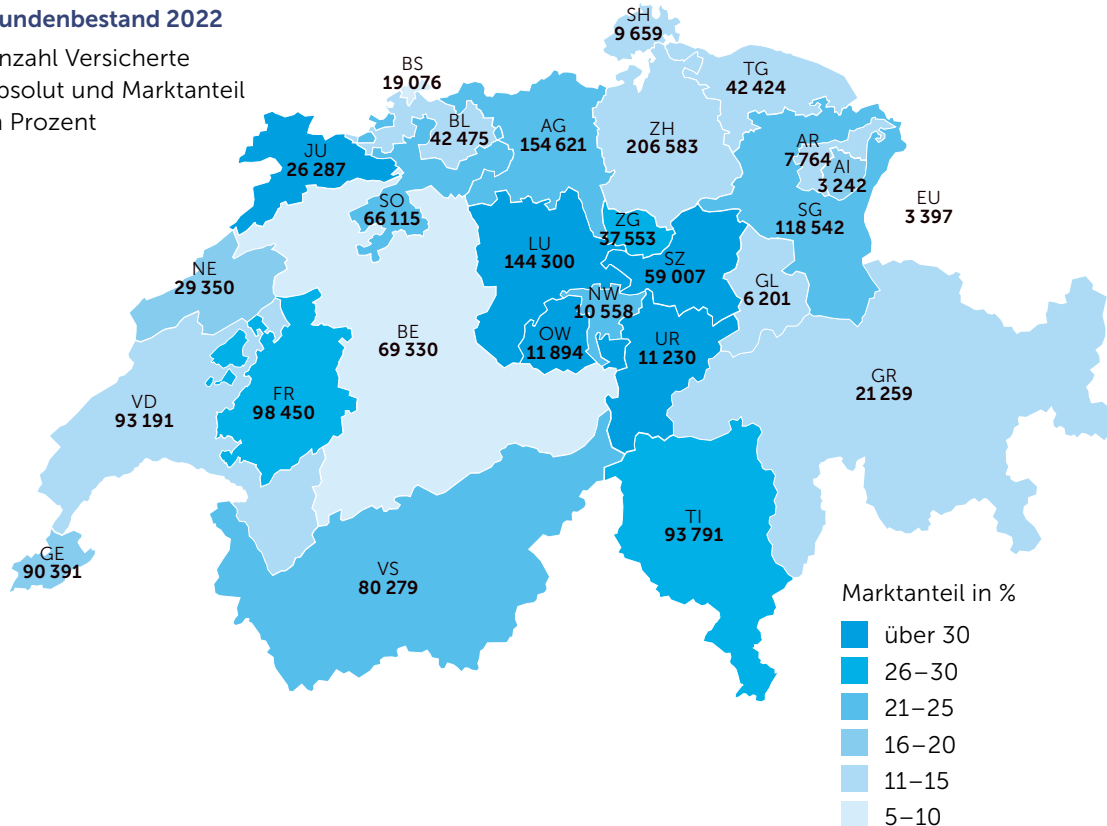 undenbestand 2022
nzahl Versicherte
bsolut und Marktanteil
n Prozent
SH
9 659
BS
19 076
TG
42 424
BL
42 475
AG
154 621
ZH
206 583
AR
7 764
AI
3 242
JU
26 287
SO
66 115
EU
3 397
SG
118 542
ZG
37 553
LU
144 300
SZ
59 007
NE
29 350
GL
6 201
NW
10 558
BE
69 330
OW
11 894
UR
11 230
GR
21 259
VD
93 191
FR
98 450
TI
93 791
GE
90 391
VS
80 279
Marktanteil in %
über 30
26–30
21–25
16–20
11–15
5–10